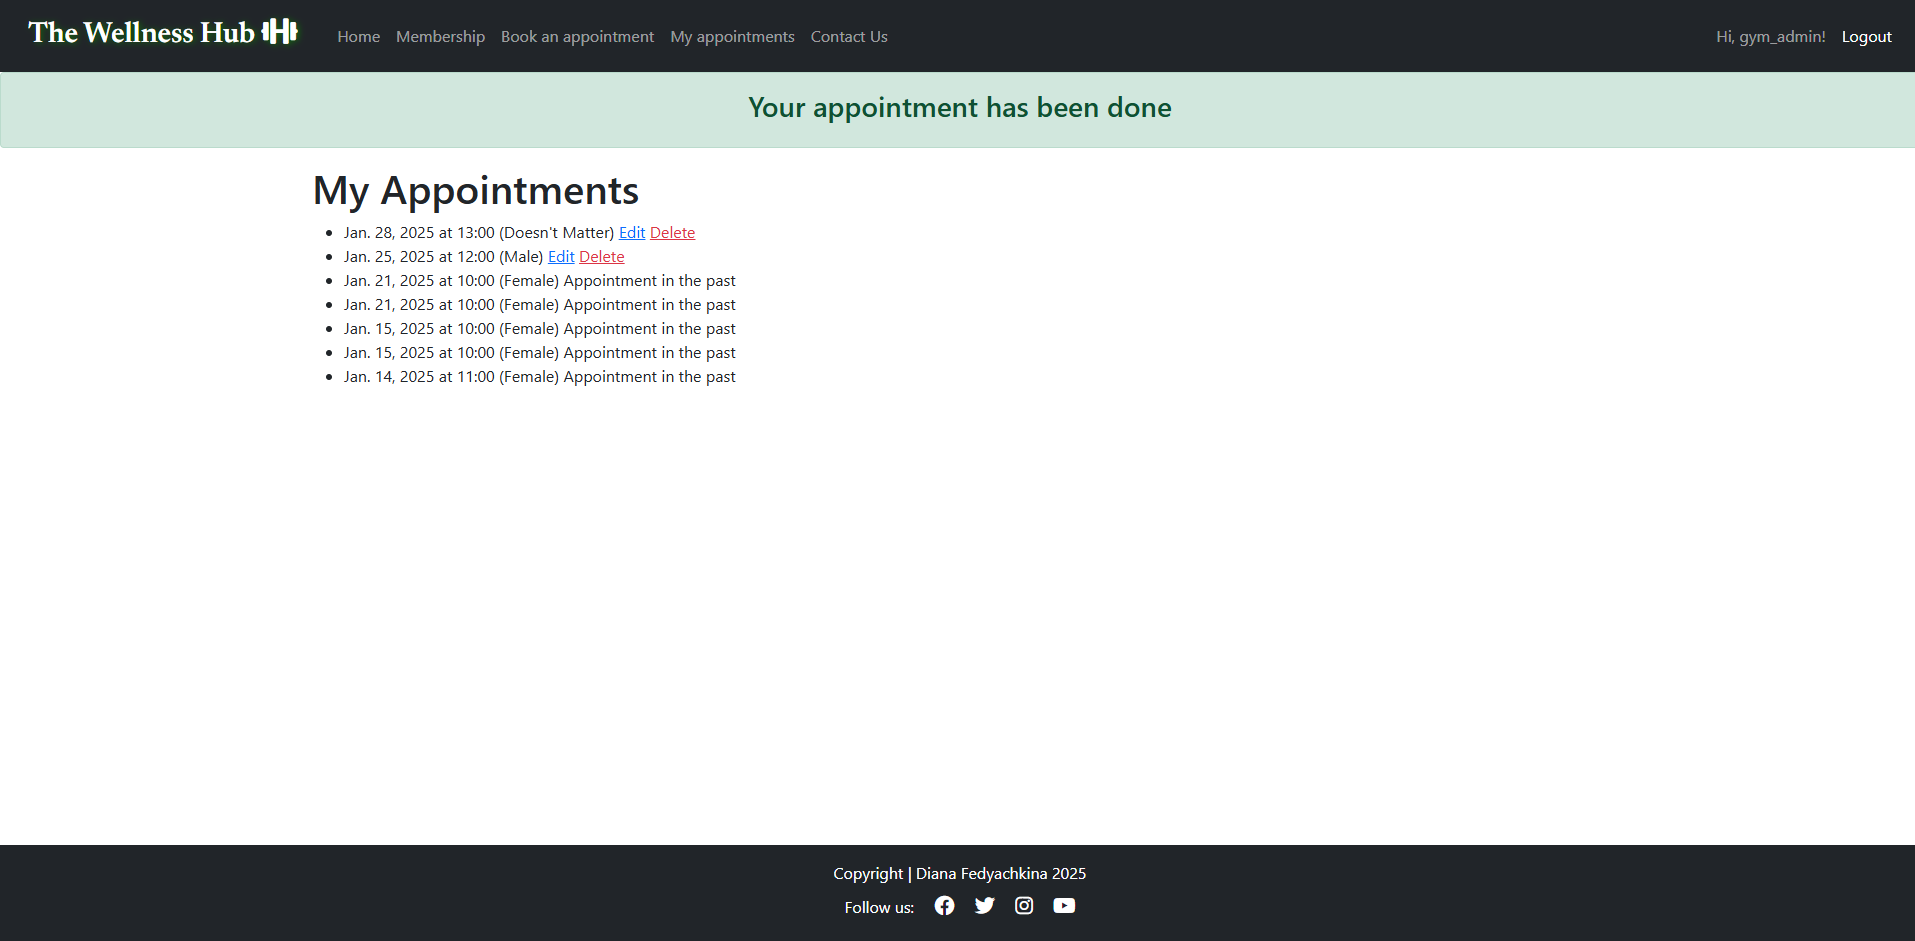 The Wellness Hub
Home Membership Book an appointment My appointments Contact Us
Hi, gym_admin! Logout
Your appointment has been done
My Appointments
Jan. 28, 2025 at 13:00 (Doesn't Matter) Edit Delete
Jan. 25, 2025 at 12:00 (Male) Edit Delete
Jan. 21, 2025 at 10:00 (Female) Appointment in the past
Jan. 21, 2025 at 10:00 (Female) Appointment in the past
Jan. 15, 2025 at 10:00 (Female) Appointment in the past
Jan. 15, 2025 at 10:00 (Female) Appointment in the past
Jan. 14, 2025 at 11:00 (Female) Appointment in the past
Copyright | Diana Fedyachkina 2025
Follow us: